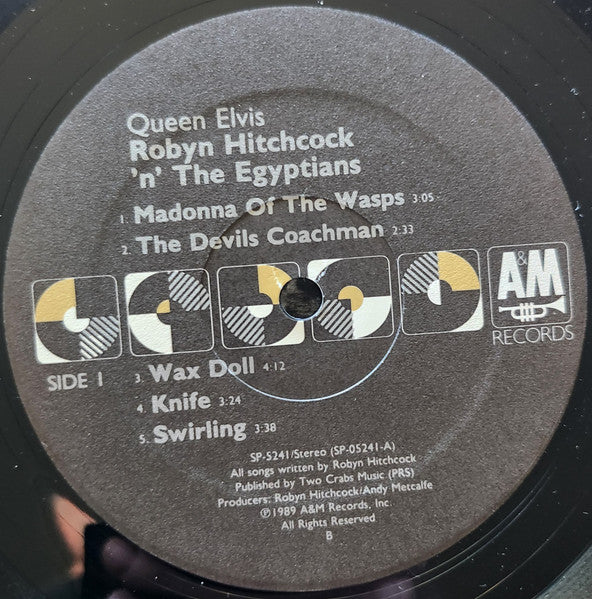 Queen Elvis
Robyn Hitchcock
'n' The Egyptians
1. Madonna Of The Wasps 3:05
2. The Devils Coachman 2:33
A&M
RECORDS
SIDE 1
3. Wax Doll 4:12
4. Knife 3:24
5. Swirling 3:38
SP-5241/Stereo (SP-05241-A)
All songs written by Robyn Hitchcock
Published by Two Crabs Music (PRS)
Producers: Robyn Hitchcock/Andy Metcalfe
℗1989 A&M Records, Inc.
All Rights Reserved
B